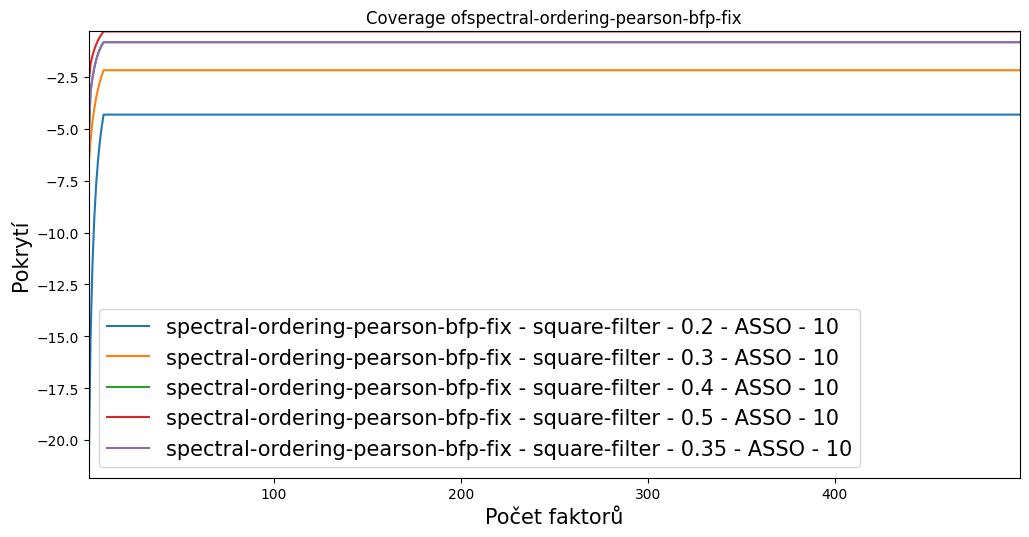 Coverage ofspectral-ordering-pearson-bfp-fix
Pokrytí
−2.5
−5.0
−7.5
−10.0
−12.5
−15.0
−17.5
−20.0
spectral-ordering-pearson-bfp-fix - square-filter - 0.2 - ASSO - 10
spectral-ordering-pearson-bfp-fix - square-filter - 0.3 - ASSO - 10
spectral-ordering-pearson-bfp-fix - square-filter - 0.4 - ASSO - 10
spectral-ordering-pearson-bfp-fix - square-filter - 0.5 - ASSO - 10
spectral-ordering-pearson-bfp-fix - square-filter - 0.35 - ASSO - 10
100 200 300 400
Počet faktorů